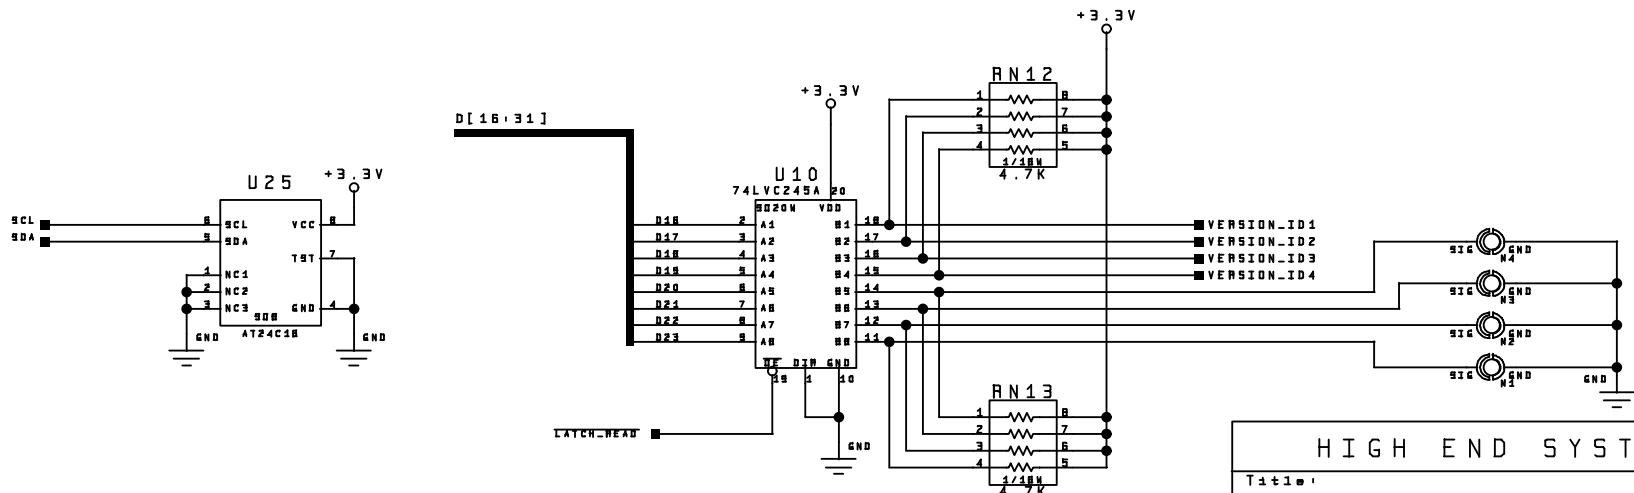 +3.3V
RN12
1 8
2 7
3 6
4 5
1/16W
4.7K
+3.3V
D[16:31]
U10
74LVC245A 20
SO20W VDD
D16 2 A1 B1 18 VERSION_ID1
D17 3 A2 B2 17 VERSION_ID2
D18 4 A3 B3 16 VERSION_ID3
D19 5 A4 B4 15 VERSION_ID4
D20 6 A5 B5 14
D21 7 A6 B6 13
D22 8 A7 B7 12
D23 9 A8 B8 11
OE DIR GND
19 1 10
LATCH_READ
GND
U25
+3.3V
SCL 6 SCL VCC 8
SDA 5 SDA
TST 7
1 NC1
2 NC2
3 NC3 GND 4
SO8
AT24C16
GND
GND
SIG GND
N4
SIG GND
N3
SIG GND
N2
SIG GND
N1
GND
RN13
1 8
2 7
3 6
4 5
1/16W
4.7K
HIGH END SYST
Title: